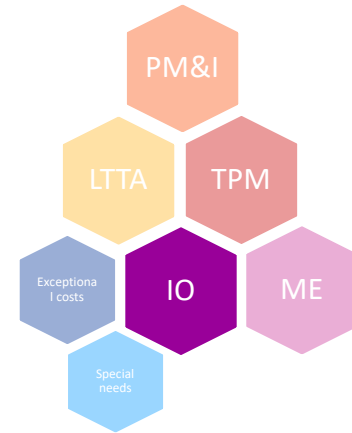 PM&I
LTTA
TPM
Exceptiona
l costs
IO
ME
Special
needs